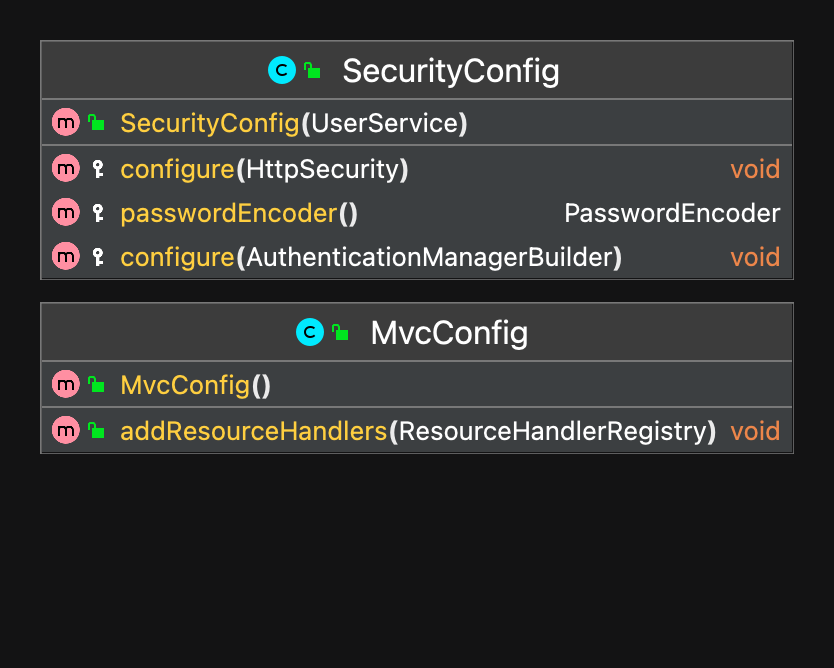 C SecurityConfig
m SecurityConfig(UserService)
m configure(HttpSecurity) void
m passwordEncoder() PasswordEncoder
m configure(AuthenticationManagerBuilder) void
C MvcConfig
m MvcConfig()
m addResourceHandlers(ResourceHandlerRegistry) void